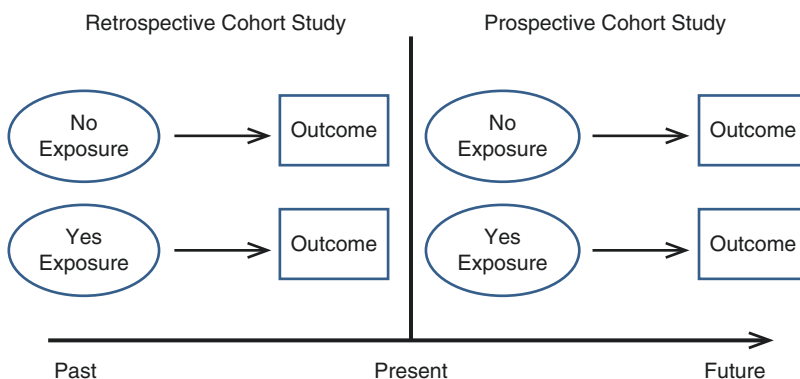 Retrospective Cohort Study
Prospective Cohort Study
No
Exposure
Outcome
No
Exposure
Outcome
Yes
Exposure
Outcome
Yes
Exposure
Outcome
Past
Present
Future